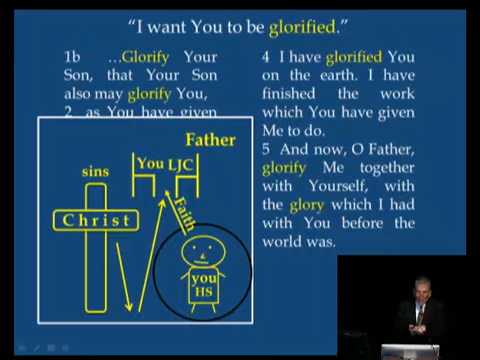 “I want You to be glorified.”
1b ...Glorify Your
Son, that Your Son
also may glorify You,
2 as You have given
4 I have glorified You
on the earth. I have
finished the work
which You have given
Me to do.
5 And now, O Father,
glorify Me together
with Yourself, with
the glory which I had
with You before the
world was.
Father
You LJC
sins
Christ
Faith
you
HS